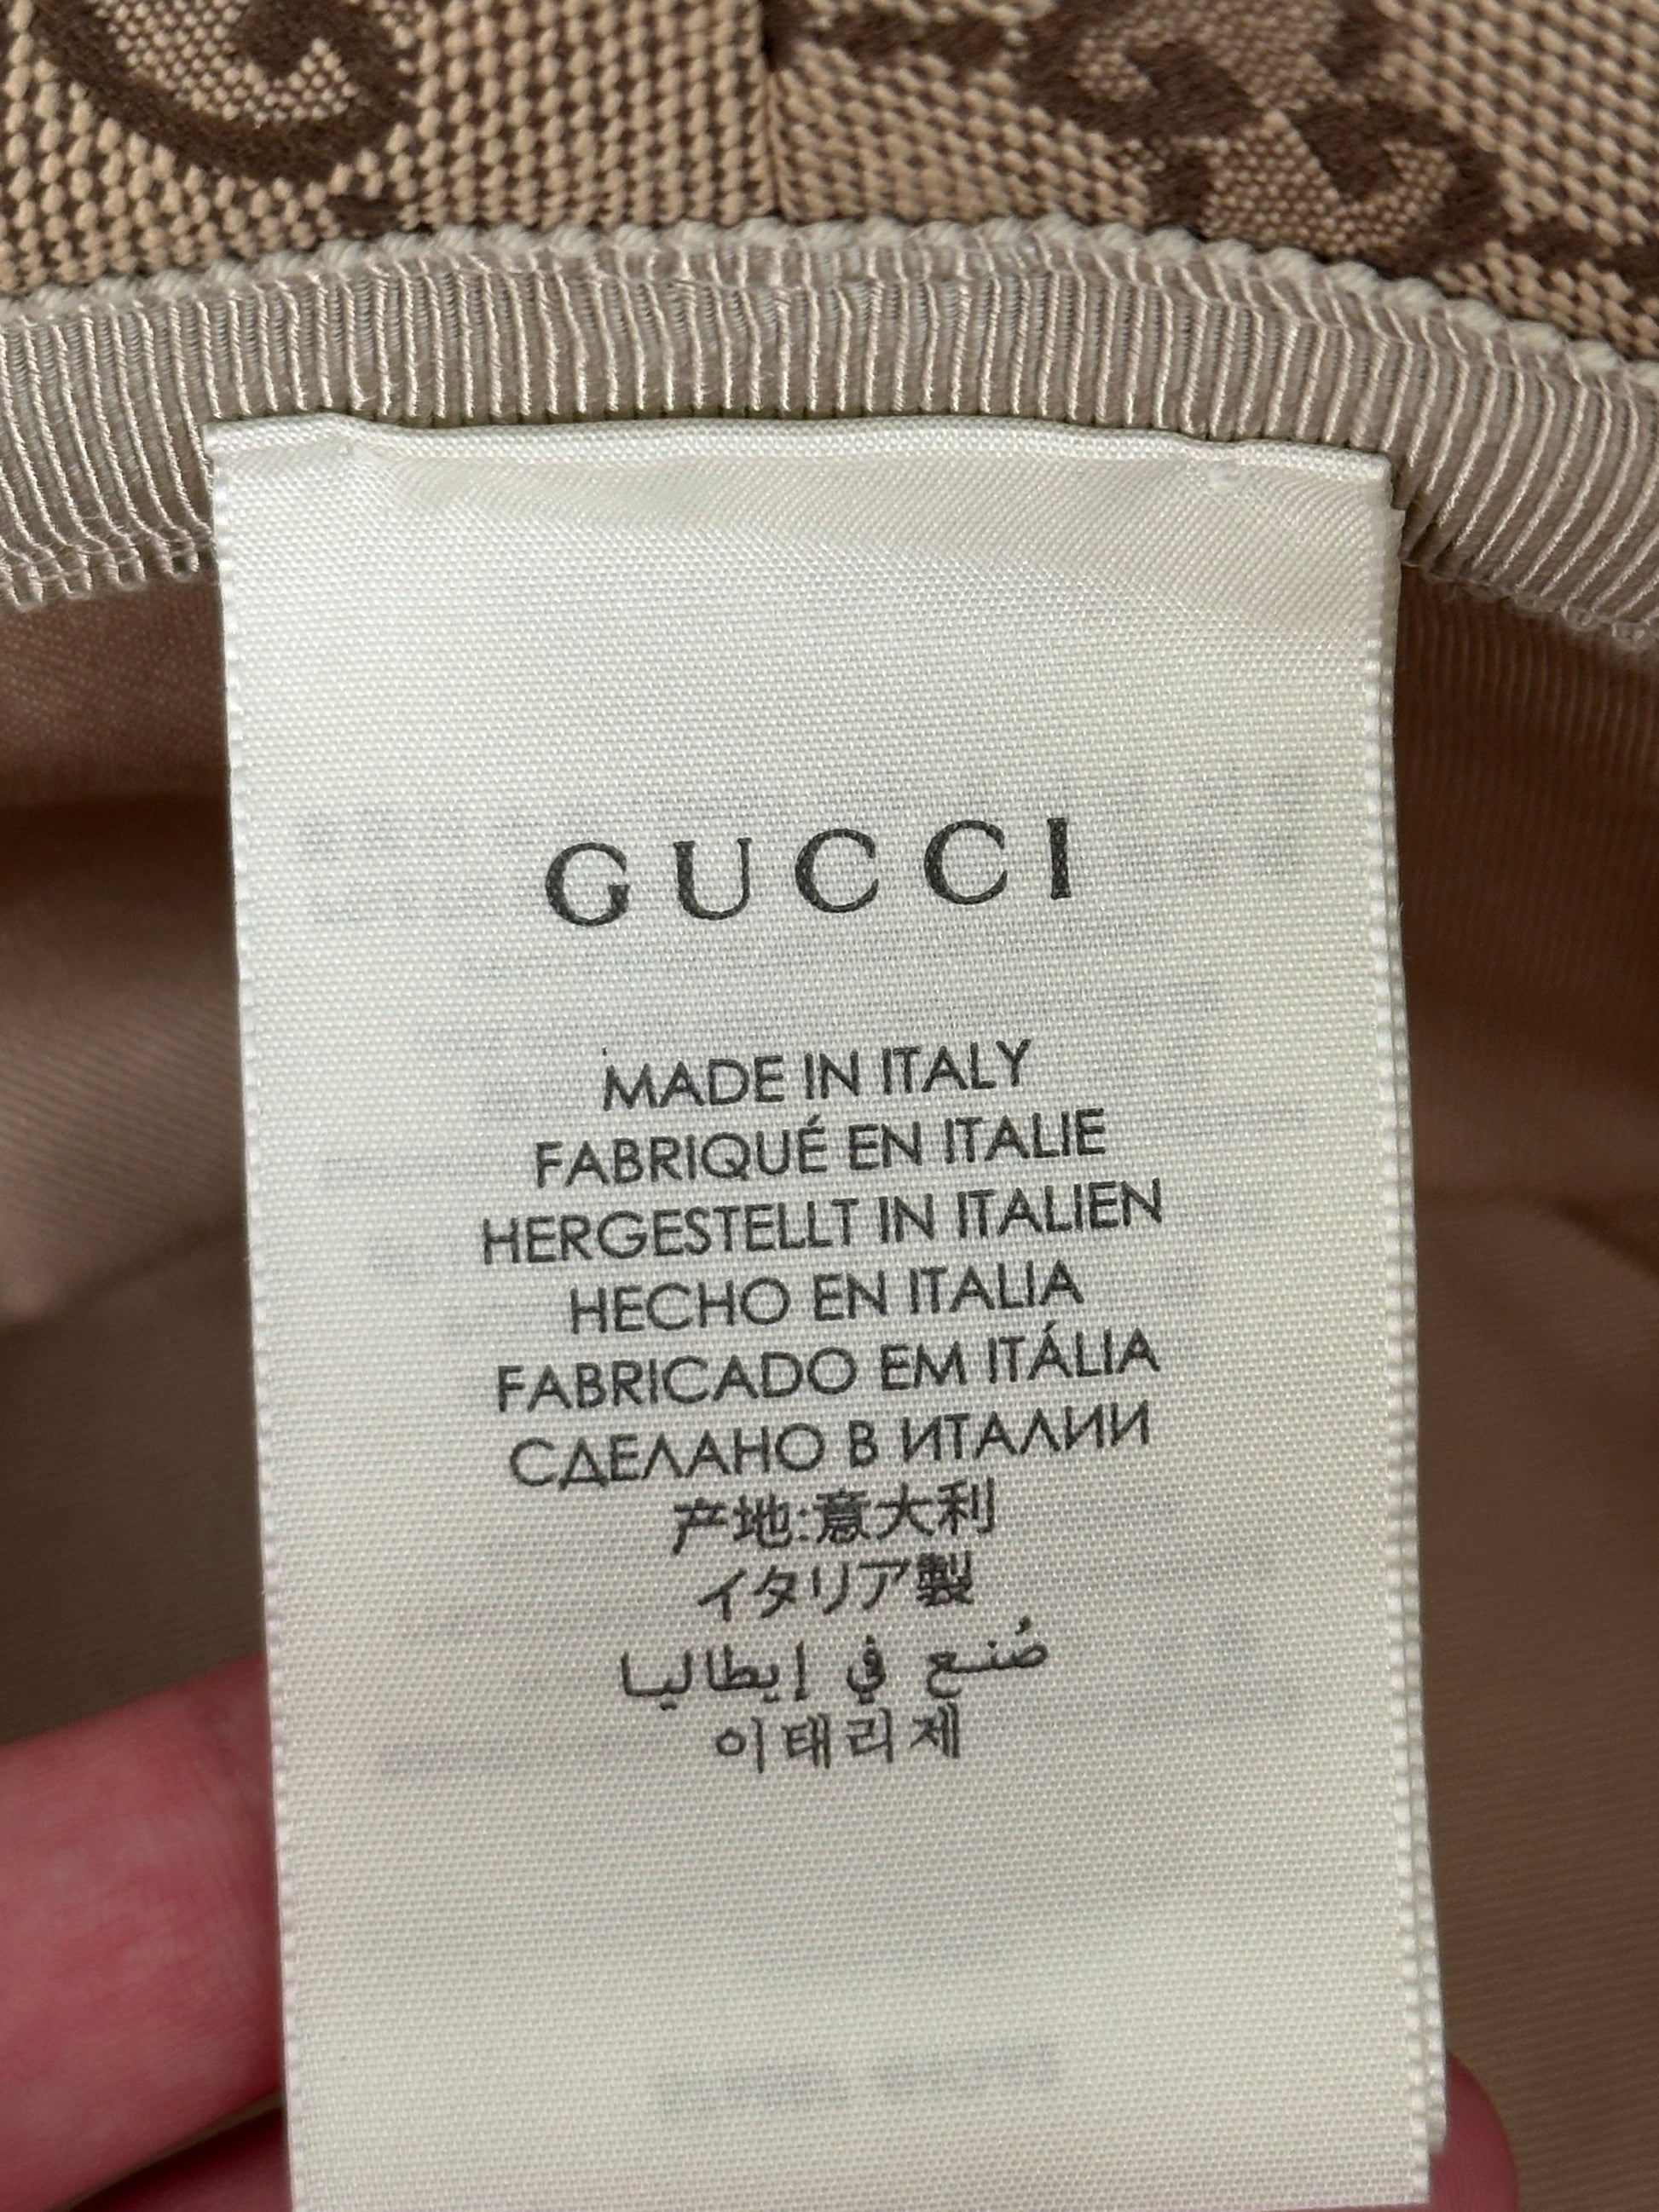 GUCCI
MADE IN ITALY
FABRIQUÉ EN ITALIE
HERGESTELLT IN ITALIEN
HECHO EN ITALIA
FABRICADO EM ITÁLIA
СДЕЛАНО В ИТАЛИИ
产地:意大利
イタリア製
صُنع في إيطاليا
이태리제